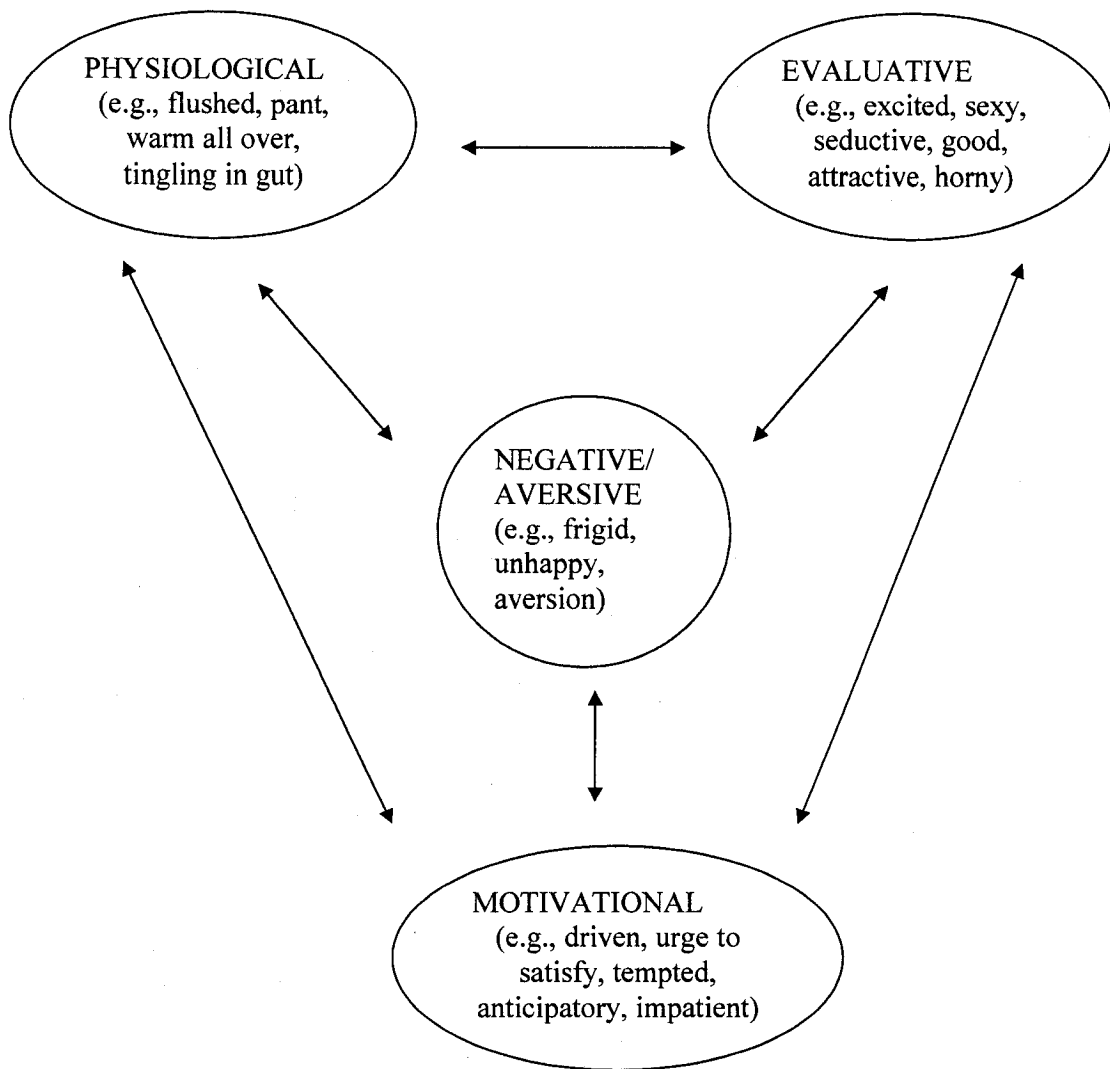 PHYSIOLOGICAL
(e.g., flushed, pant,
warm all over,
tingling in gut)
EVALUATIVE
(e.g., excited, sexy,
seductive, good,
attractive, horny)
NEGATIVE/
AVERSIVE
(e.g., frigid,
unhappy,
aversion)
MOTIVATIONAL
(e.g., driven, urge to
satisfy, tempted,
anticipatory, impatient)